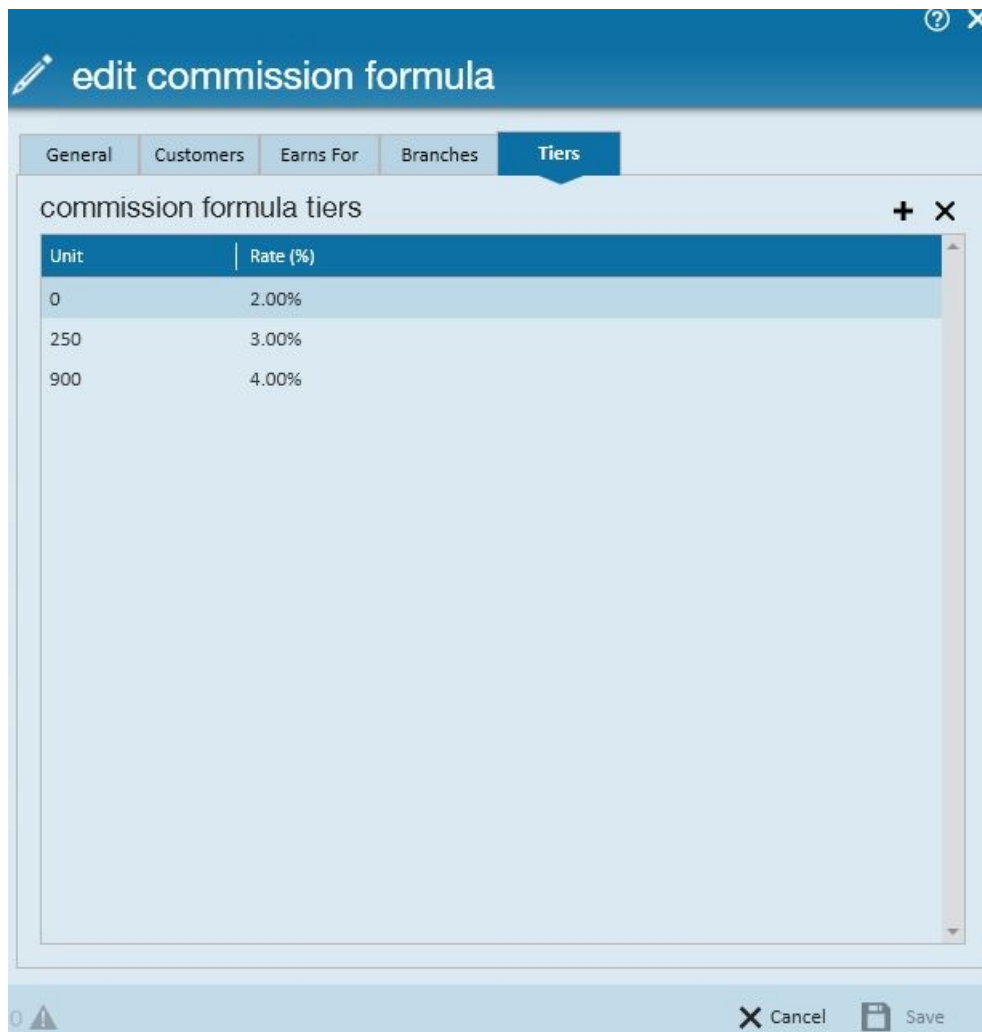 edit commission formula
General Customers Earns For Branches Tiers
commission formula tiers
Unit Rate (%)
0 2.00%
250 3.00%
900 4.00%
0 Cancel Save